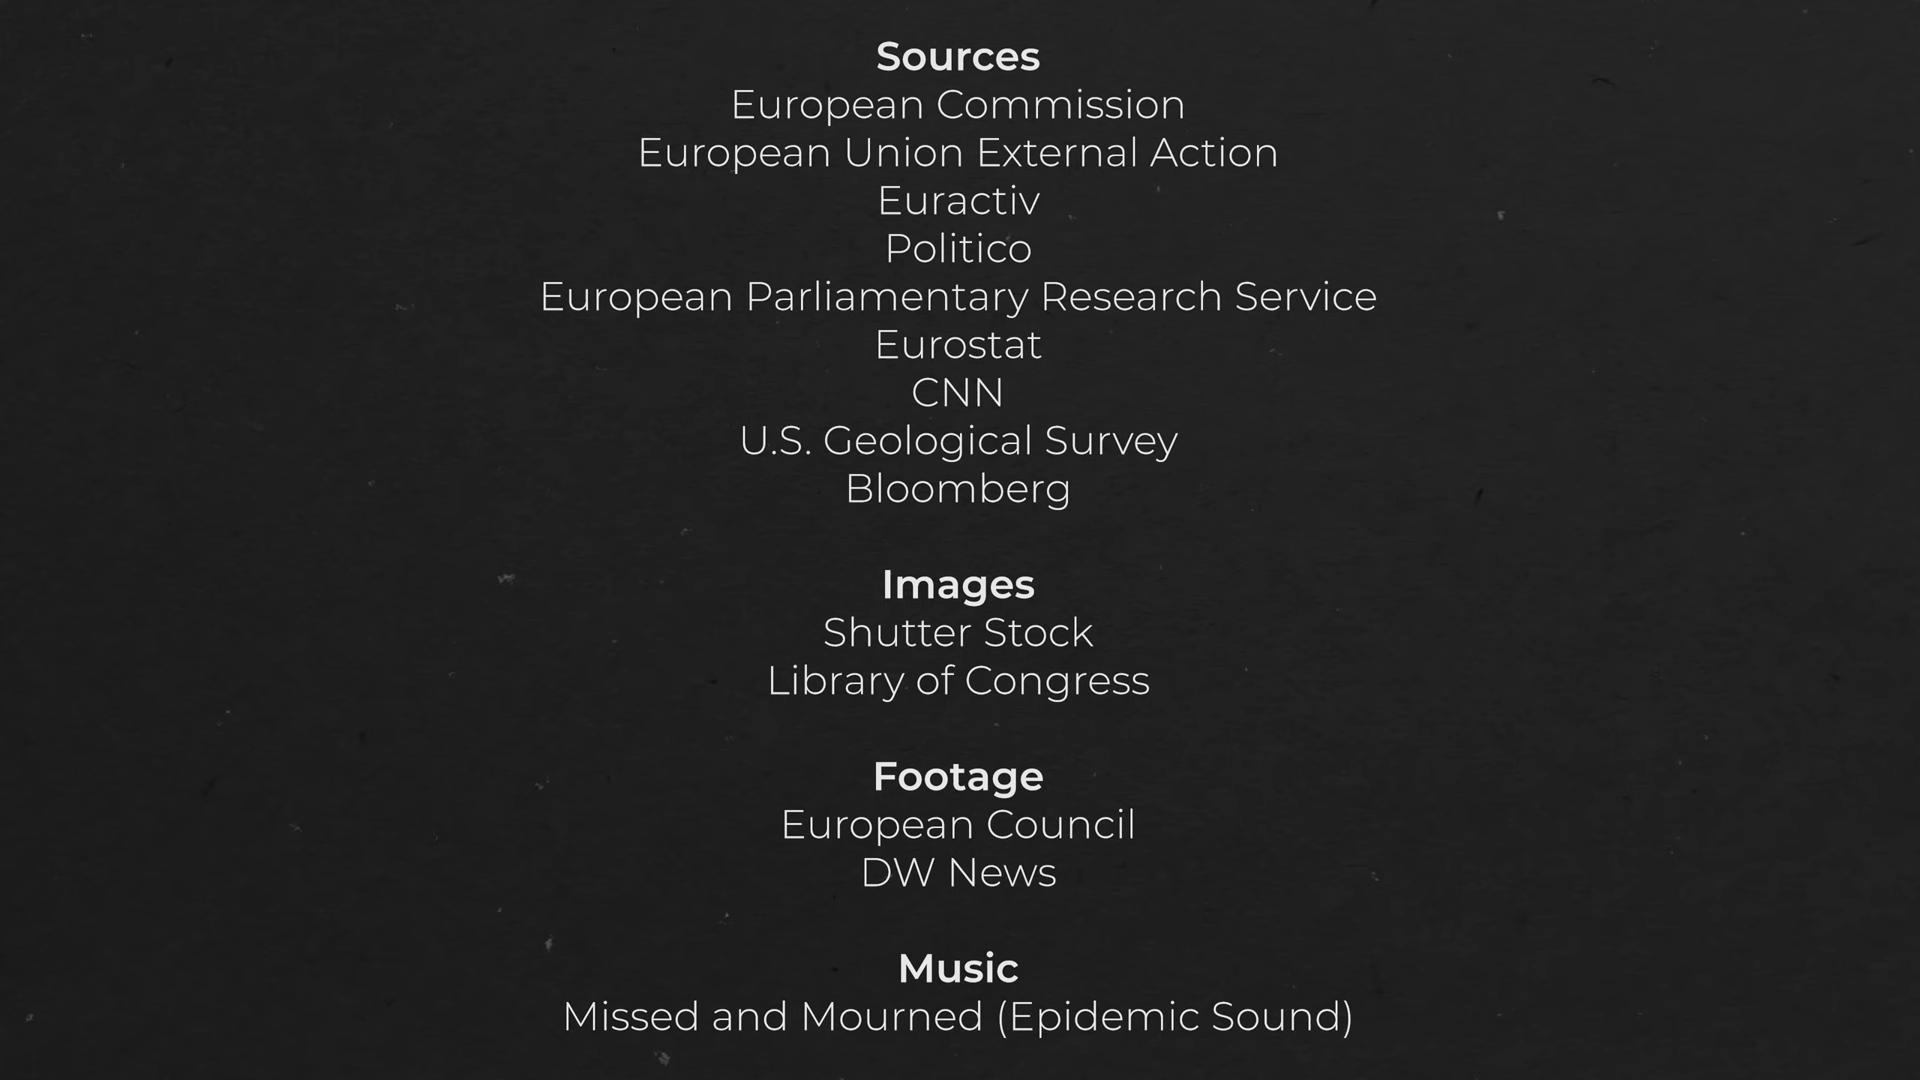 Sources
European Commission
European Union External Action
Euractiv
Politico
European Parliamentary Research Service
Eurostat
CNN
U.S. Geological Survey
Bloomberg
Images
Shutter Stock
Library of Congress
Footage
European Council
DW News
Music
Missed and Mourned (Epidemic Sound)